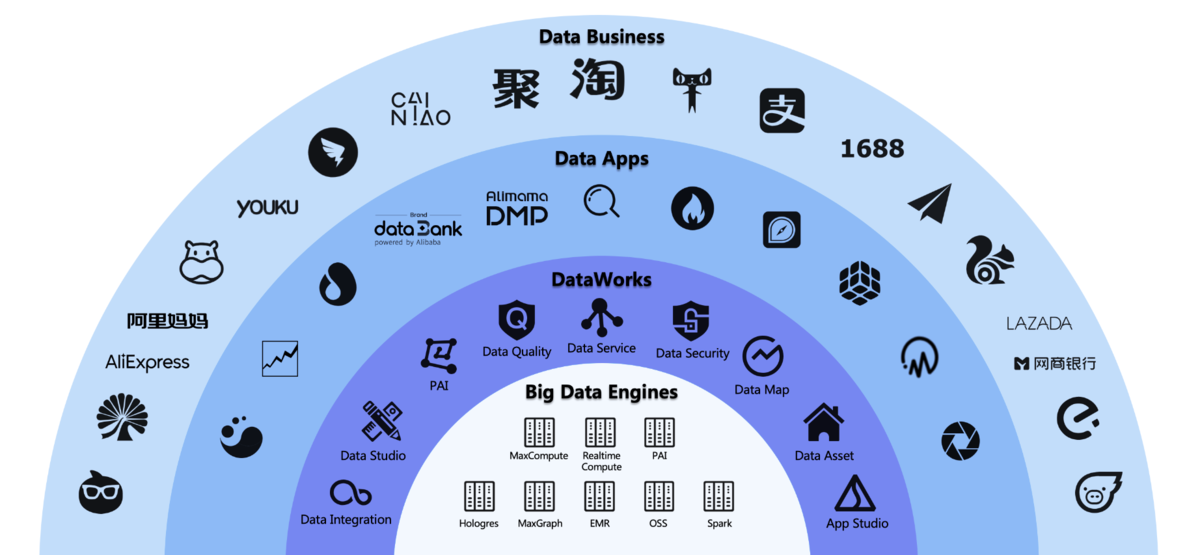 Data Business
CAI
NIAO
聚
淘
支
1688
YOUKU
阿里妈妈
AliExpress
LAZADA
网商银行
Data Apps
Brand
dataBank
powered by Alibaba
Alimama
DMP
DataWorks
Data Quality
Data Service
Data Security
PAI
Data Map
Data Studio
Data Asset
Data Integration
App Studio
Big Data Engines
MaxCompute
Realtime
Compute
PAI
Hologres
MaxGraph
EMR
OSS
Spark